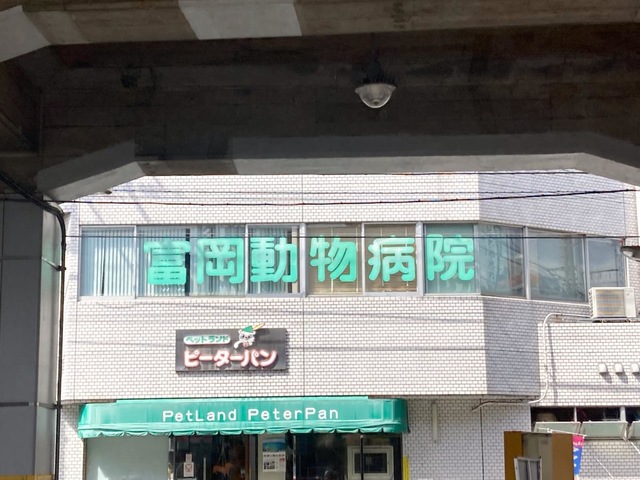 富岡動物病院
ペットランド
ピーターパン
PetLand PeterPan